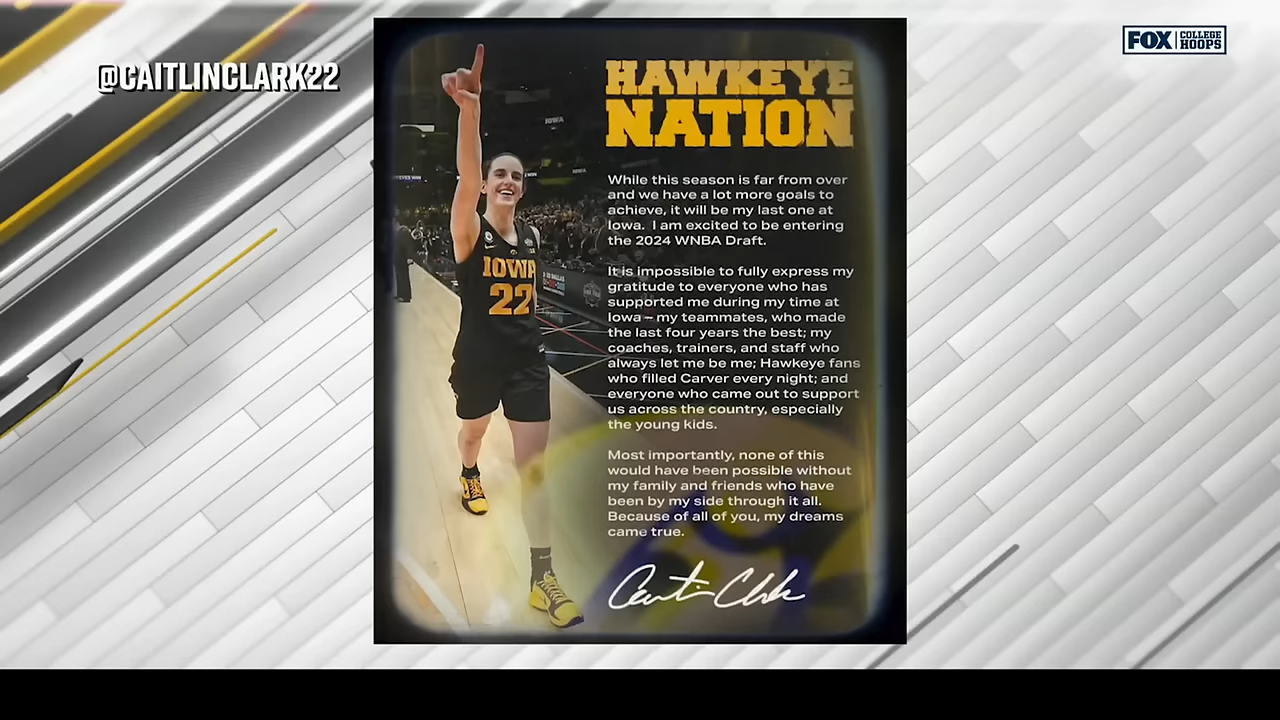 @CAITLINCLARK22
FOX
COLLEGE
HOOPS
HAWKEYE
NATION
While this season is far from over
and we have a lot more goals to
achieve, it will be my last one at
Iowa. I am excited to be entering
the 2024 WNBA Draft.
It is impossible to fully express my
gratitude to everyone who has
supported me during my time at
Iowa – my teammates, who made
the last four years the best; my
coaches, trainers, and staff who
always let me be me; Hawkeye fans
who filled Carver every night; and
everyone who came out to support
us across the country, especially
the young kids.
Most importantly, none of this
would have been possible without
my family and friends who have
been by my side through it all.
Because of all of you, my dreams
came true.
Caitlin Clark
IOWA
22
IOWA